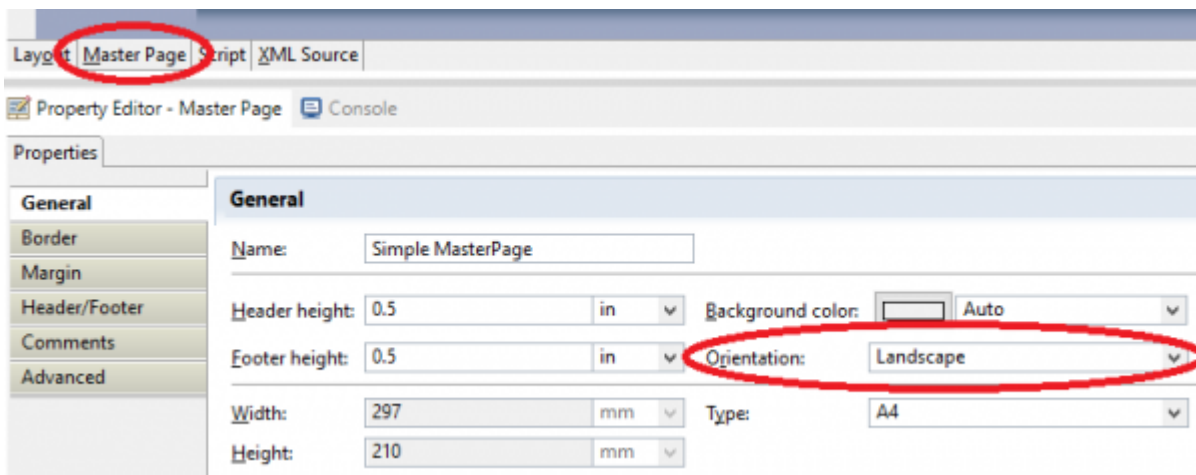 Layout Master Page Script XML Source
Property Editor - Master Page Console
Properties
General
Border
Margin
Header/Footer
Comments
Advanced
General
Name: Simple MasterPage
Header height: 0.5 in Background color: Auto
Footer height: 0.5 in Orientation: Landscape
Width: 297 mm Type: A4
Height: 210 mm